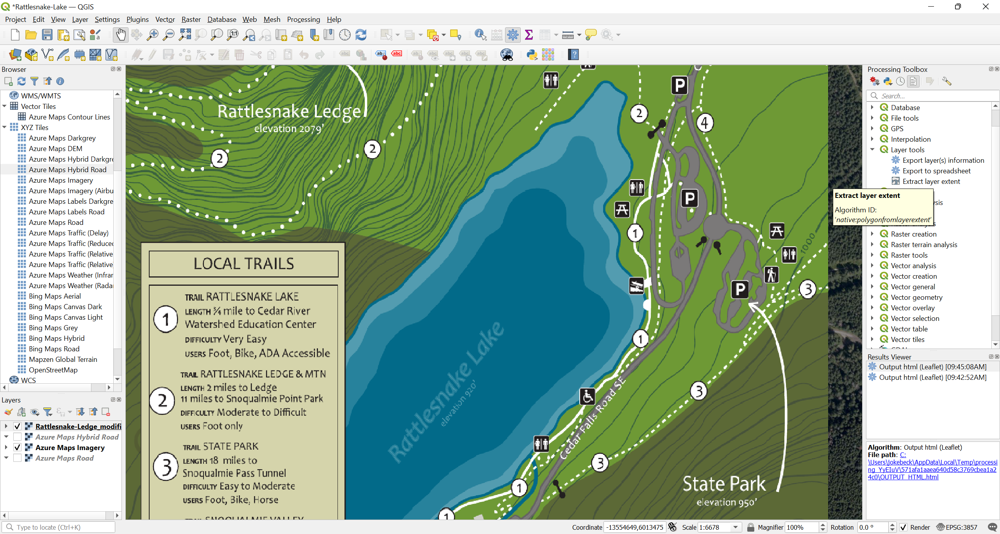 *Rattlesnake-Lake — QGIS
Project Edit View Layer Settings Plugins Vector Raster Database Web Mesh Processing Help
Browser
WMS/WMTS
Vector Tiles
Azure Maps Contour Lines
XYZ Tiles
Azure Maps Darkgrey
Azure Maps DEM
Azure Maps Hybrid Darkgre
Azure Maps Hybrid Road
Azure Maps Imagery
Azure Maps Imagery (Airbu
Azure Maps Labels Darkgre
Azure Maps Labels Road
Azure Maps Road
Azure Maps Traffic (Delay)
Azure Maps Traffic (Reduced
Azure Maps Traffic (Relative
Azure Maps Traffic (Relative
Azure Maps Weather (Infrar
Azure Maps Weather (Radar
Bing Maps Aerial
Bing Maps Canvas Dark
Bing Maps Canvas Light
Bing Maps Grey
Bing Maps Hybrid
Bing Maps Road
Mapzen Global Terrain
OpenStreetMap
WCS
Layers
Rattlesnake-Ledge_modifi
Azure Maps Hybrid Road
Azure Maps Imagery
Azure Maps Road
Rattlesnake Ledge
elevation 2079'
2
2
2
4
P
P
P
1
1
1
1
3
3
3
1000
LOCAL TRAILS
1
TRAIL RATTLESNAKE LAKE
LENGTH ¾ mile to Cedar River
Watershed Education Center
DIFFICULTY Very Easy
USERS Foot, Bike, ADA Accessible
2
TRAIL RATTLESNAKE LEDGE & MTN
LENGTH 2 miles to Ledge
11 miles to Snoqualmie Point Park
DIFFICULTY Moderate to Difficult
USERS Foot only
3
TRAIL STATE PARK
LENGTH 18 miles to
Snoqualmie Pass Tunnel
DIFFICULTY Easy to Moderate
USERS Foot, Bike, Horse
TRAIL SNOQUALMIE VALLEY
Rattlesnake Lake
elevation 920'
Cedar Falls Road SE
State Park
elevation 950'
Processing Toolbox
Search...
Database
File tools
GPS
Interpolation
Layer tools
Export layer(s) information
Export to spreadsheet
Extract layer extent
Extract layer extent
Algorithm ID:
'native:polygonfromlayerextent'
Raster creation
Raster terrain analysis
Raster tools
Vector analysis
Vector creation
Vector general
Vector geometry
Vector overlay
Vector selection
Vector table
Vector tiles
Results Viewer
Output html (Leaflet) [09:45:08AM]
Output html (Leaflet) [09:42:52AM]
Algorithm: Output html (Leaflet)
File path: C:
\Users\jokebeck\AppData\Local\Temp\processi
ng_YyEIuV\571afa1aaea640d58c3769cbea1a2
4c0\OUTPUT_HTML.html
Type to locate (Ctrl+K)
Coordinate -13554649,6013475 Scale 1:6678 Magnifier 100% Rotation 0.0 ° Render EPSG:3857